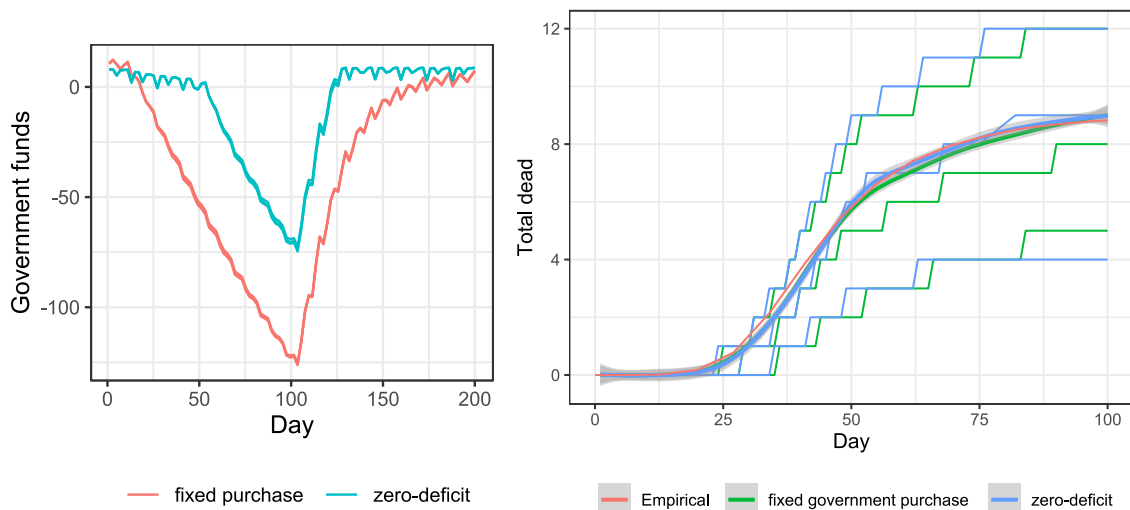 Government funds
0
-50
-100
0 50 100 150 200
Day
fixed purchase zero-deficit
Total dead
12
8
4
0
0 25 50 75 100
Day
Empirical fixed government purchase zero-deficit